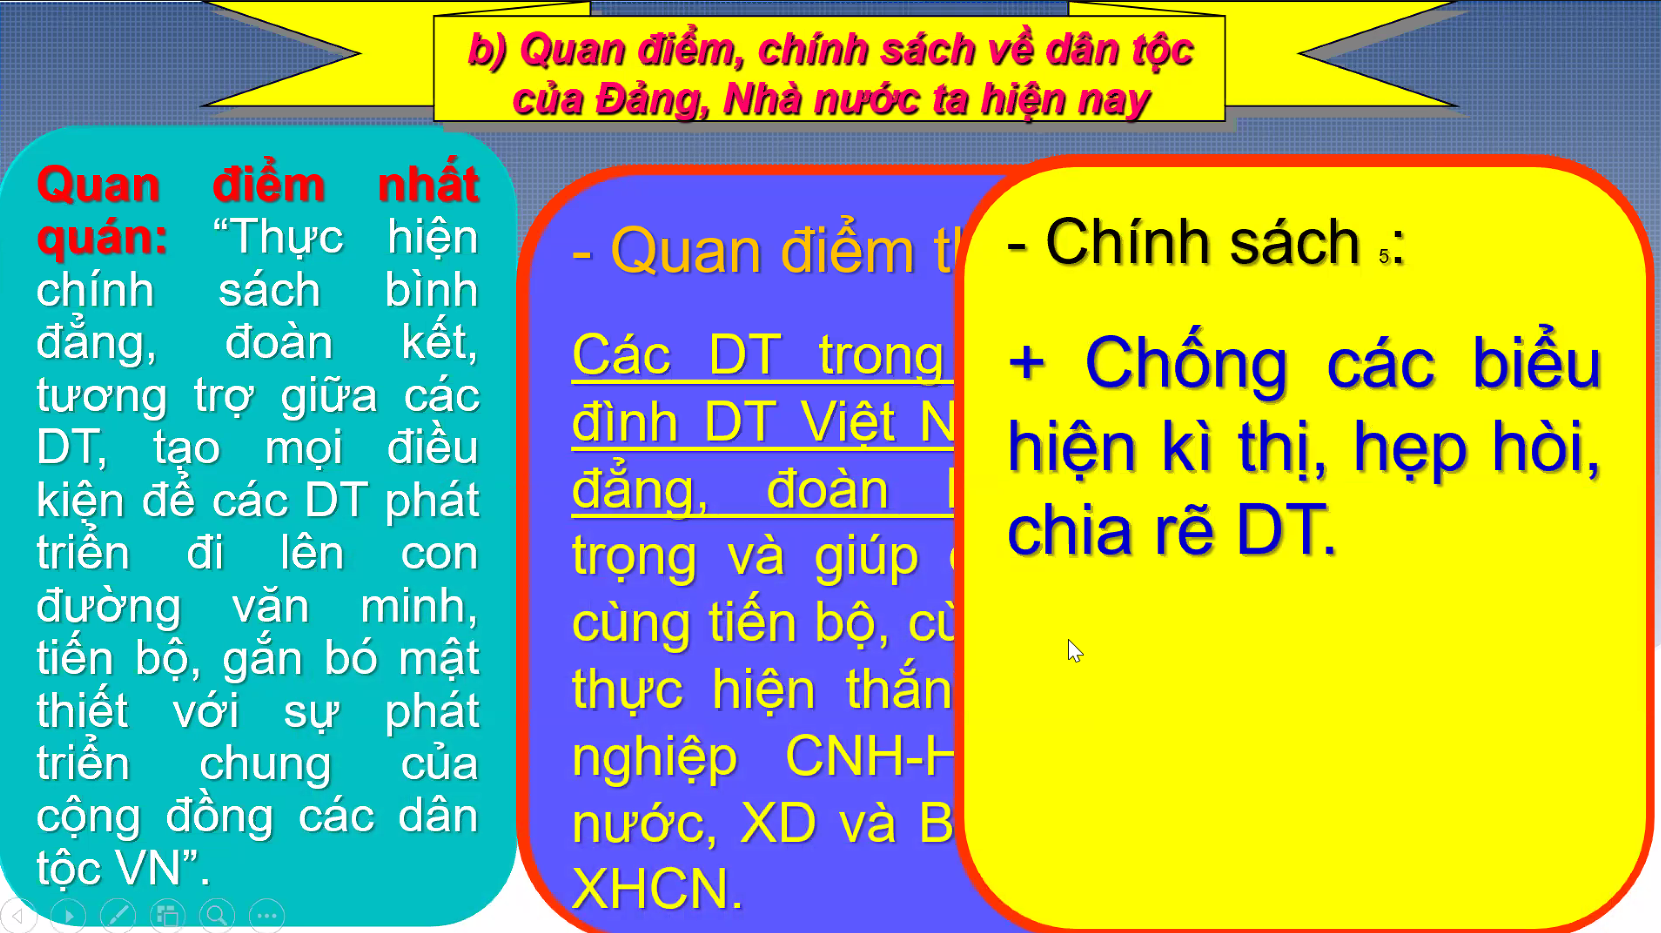 b) Quan điểm, chính sách về dân tộc
của Đảng, Nhà nước ta hiện nay
Quan điểm nhất
quán: “Thực hiện
chính sách bình
đẳng, đoàn kết,
tương trợ giữa các
DT, tạo mọi điều
kiện để các DT phát
triển đi lên con
đường văn minh,
tiến bộ, gắn bó mật
thiết với sự phát
triển chung của
cộng đồng các dân
tộc VN”.
- Quan điểm
Các DT trong
đình DT Việt
đẳng, đoàn
trọng và giúp
cùng tiến bộ,
thực hiện
nghiệp
nước, XD và
XHCN.
- Chính sách 5:
+ Chống các biểu
hiện kì thị, hẹp hòi,
chia rẽ DT.